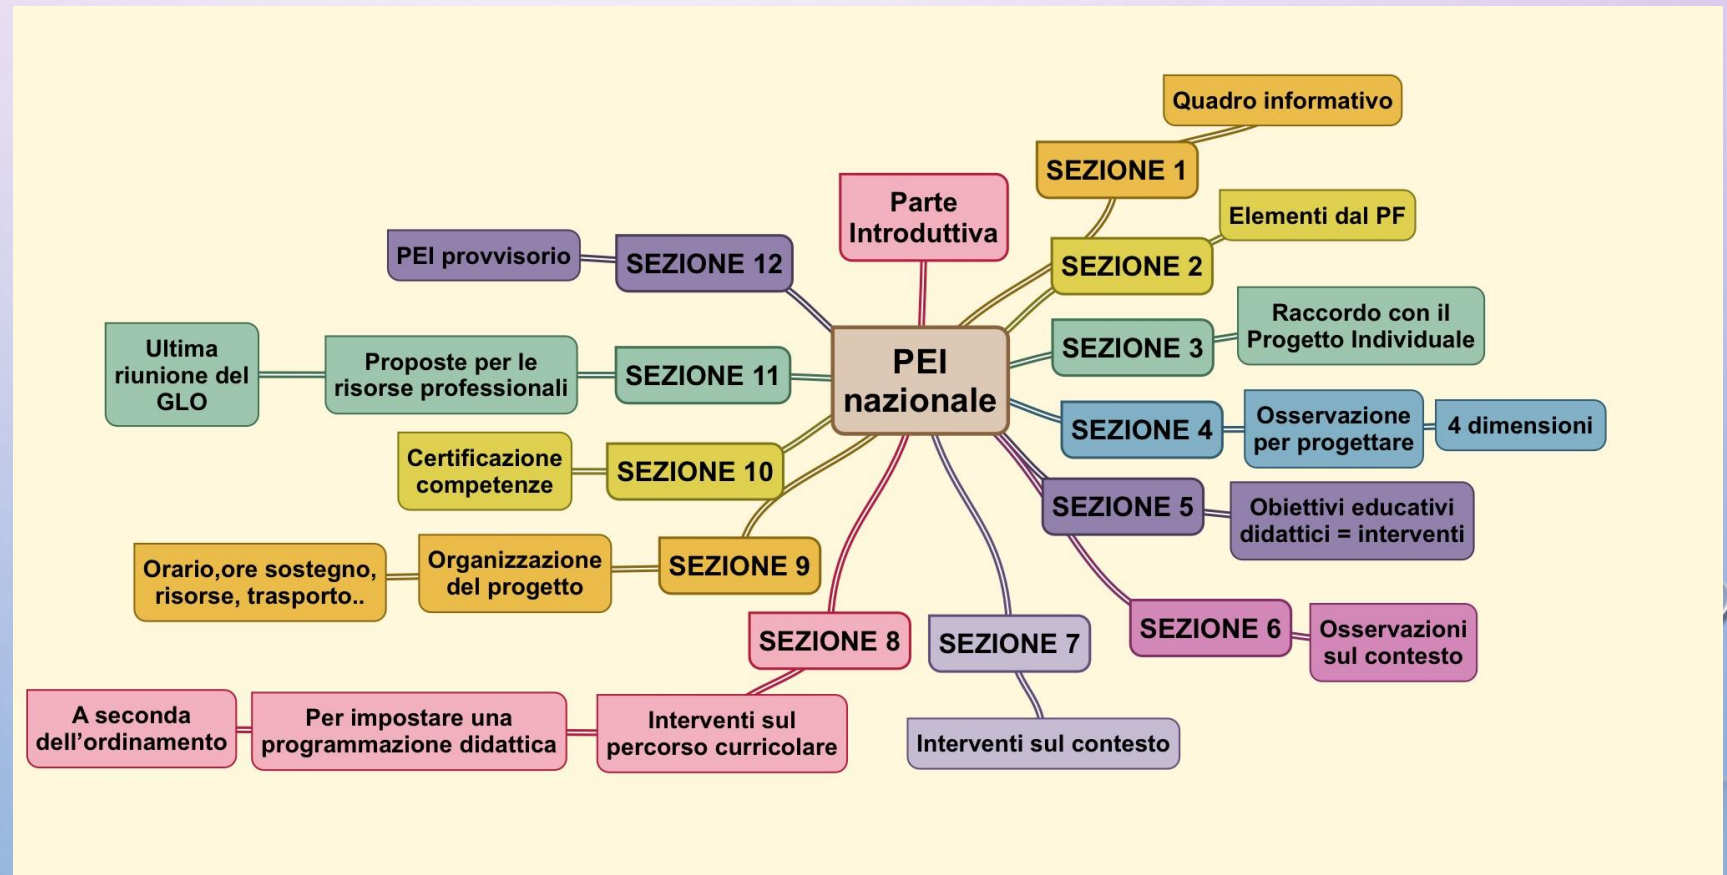 PEI
nazionale
Parte
Introduttiva
SEZIONE 1
Quadro informativo
SEZIONE 2
Elementi dal PF
SEZIONE 3
Raccordo con il
Progetto Individuale
SEZIONE 4
Osservazione
per progettare
4 dimensioni
SEZIONE 5
Obiettivi educativi
didattici = interventi
SEZIONE 6
Osservazioni
sul contesto
SEZIONE 7
Interventi sul contesto
SEZIONE 8
Interventi sul
percorso curricolare
Per impostare una
programmazione didattica
A seconda
dell’ordinamento
SEZIONE 9
Organizzazione
del progetto
Orario,ore sostegno,
risorse, trasporto..
SEZIONE 10
Certificazione
competenze
SEZIONE 11
Proposte per le
risorse professionali
Ultima
riunione del
GLO
SEZIONE 12
PEI provvisorio